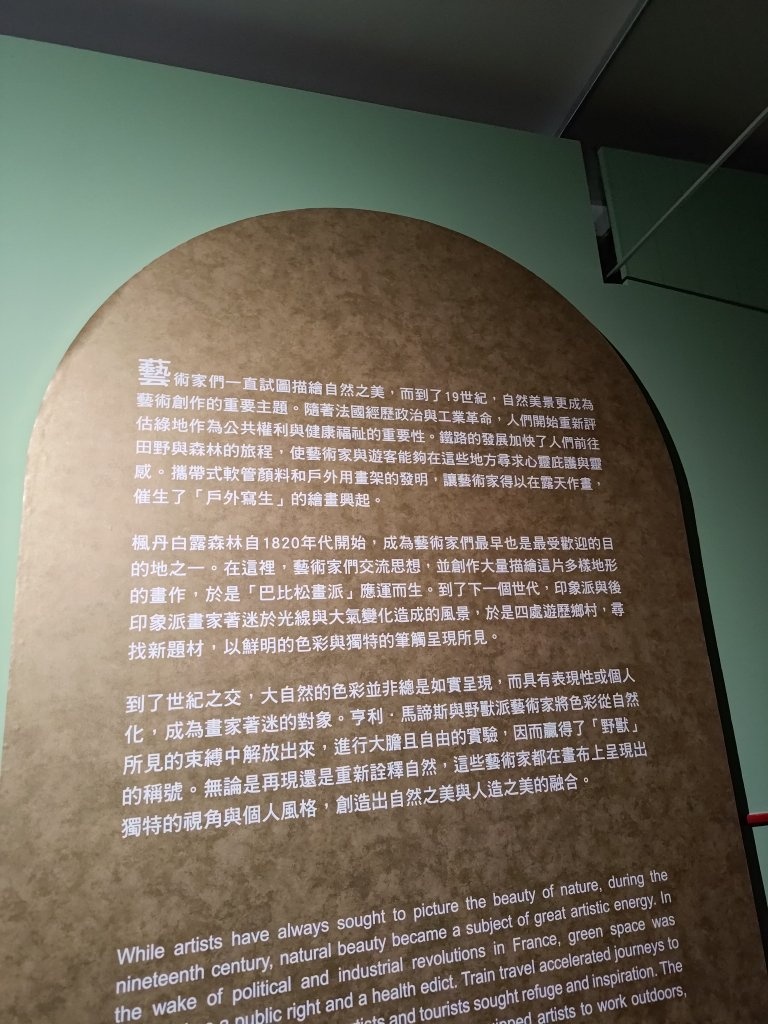 藝術家們一直試圖描繪自然之美，而到了19世紀，自然美景更成為
藝術創作的重要主題。隨著法國經歷政治與工業革命，人們開始重新評
估綠地作為公共權利與健康福祉的重要性。鐵路的發展加快了人們前往
田野與森林的旅程，使藝術家與遊客能夠在這些地方尋求心靈庇護與靈
感。攜帶式軟管顏料和戶外用畫架的發明，讓藝術家得以在露天作畫，
催生了「戶外寫生」的繪畫興起。
楓丹白露森林自1820年代開始，成為藝術家們最早也是最受歡迎的目
的地之一。在這裡，藝術家們交流思想，並創作大量描繪這片多樣地形
的畫作，於是「巴比松畫派」應運而生。到了下一個世代，印象派與後
印象派畫家著迷於光線與大氣變化造成的風景，於是四處遊歷鄉村，尋
找新題材，以鮮明的色彩與獨特的筆觸呈現所見。
到了世紀之交，大自然的色彩並非總是如實呈現，而具有表現性或個人
化，成為畫家著迷的對象。亨利．馬諦斯與野獸派藝術家將色彩從自然
所見的束縛中解放出來，進行大膽且自由的實驗，因而贏得了「野獸」
的稱號。無論是再現還是重新詮釋自然，這些藝術家都在畫布上呈現出
獨特的視角與個人風格，創造出自然之美與人造之美的融合。
While artists have always sought to picture the beauty of nature, during the
nineteenth century, natural beauty became a subject of great artistic energy. In
the wake of political and industrial revolutions in France, green space was
a public right and a health edict. Train travel accelerated journeys to
and tourists sought refuge and inspiration. The
artists to work outdoors,